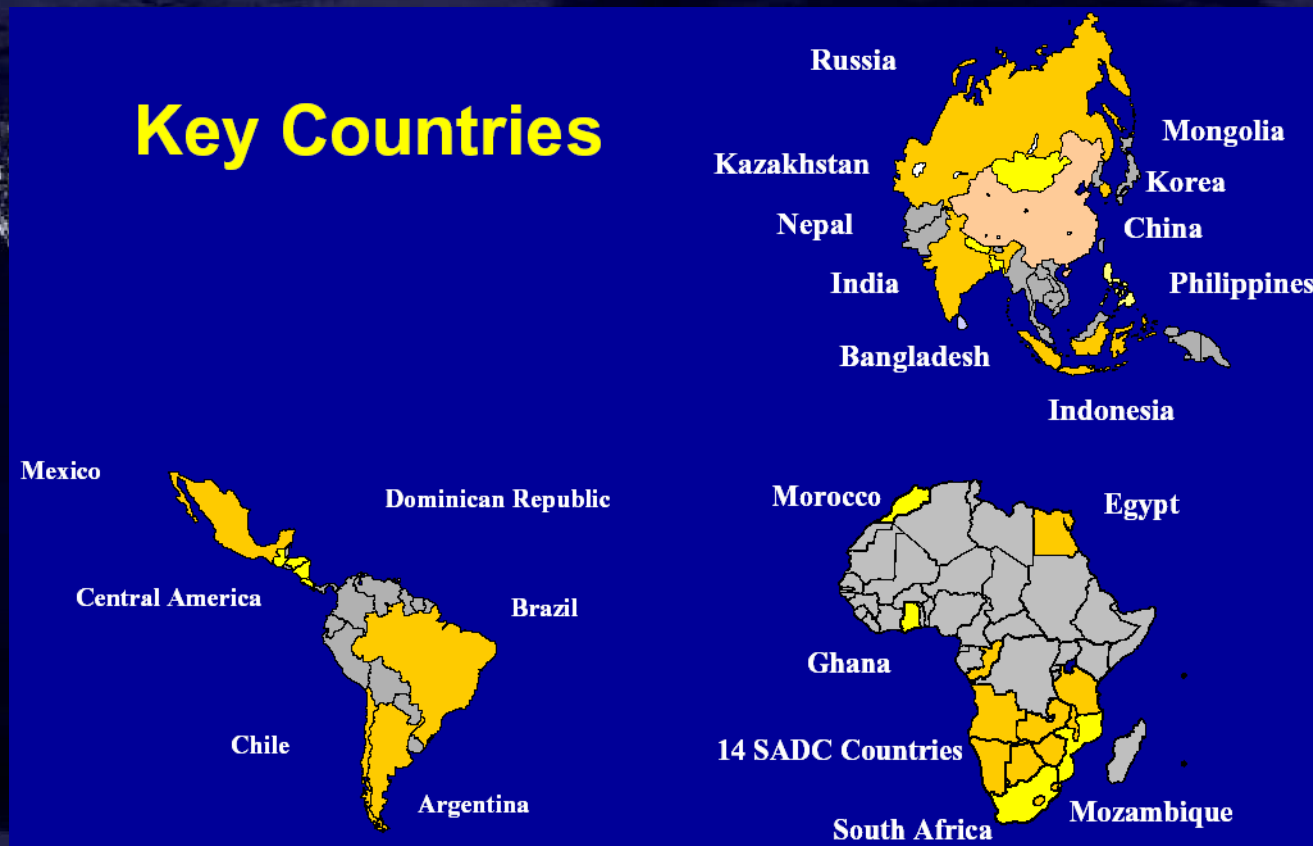 Key Countries
Russia
Mongolia
Kazakhstan
Korea
Nepal
China
India
Philippines
Bangladesh
Indonesia
Mexico
Dominican Republic
Central America
Brazil
Chile
Argentina
Morocco
Egypt
Ghana
14 SADC Countries
Mozambique
South Africa